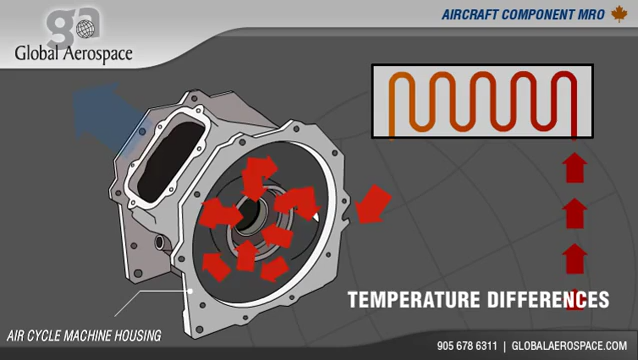 ga
Global Aerospace
AIRCRAFT COMPONENT MRO
TEMPERATURE DIFFERENCES
AIR CYCLE MACHINE HOUSING
905 678 6311 | GLOBALAEROSPACE.COM